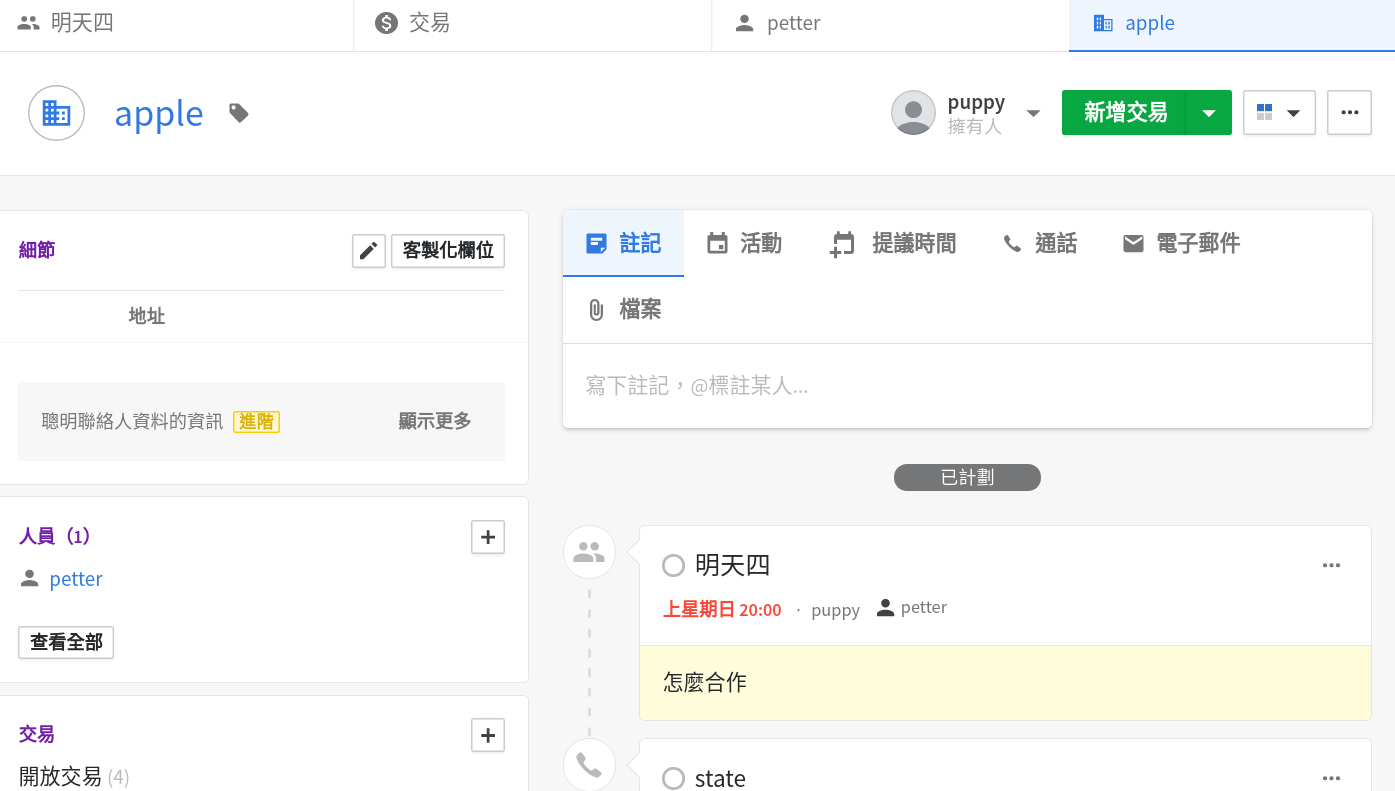 明天四
交易
petter
apple
apple
puppy
擁有人
新增交易
細節
客製化欄位
地址
聰明聯絡人資料的資訊 進階 顯示更多
人員（1）
petter
查看全部
交易
開放交易 (4)
註記
活動
提議時間
通話
電子郵件
檔案
寫下註記，@標註某人...
已計劃
明天四
上星期日 20:00 · puppy petter
怎麼合作
state